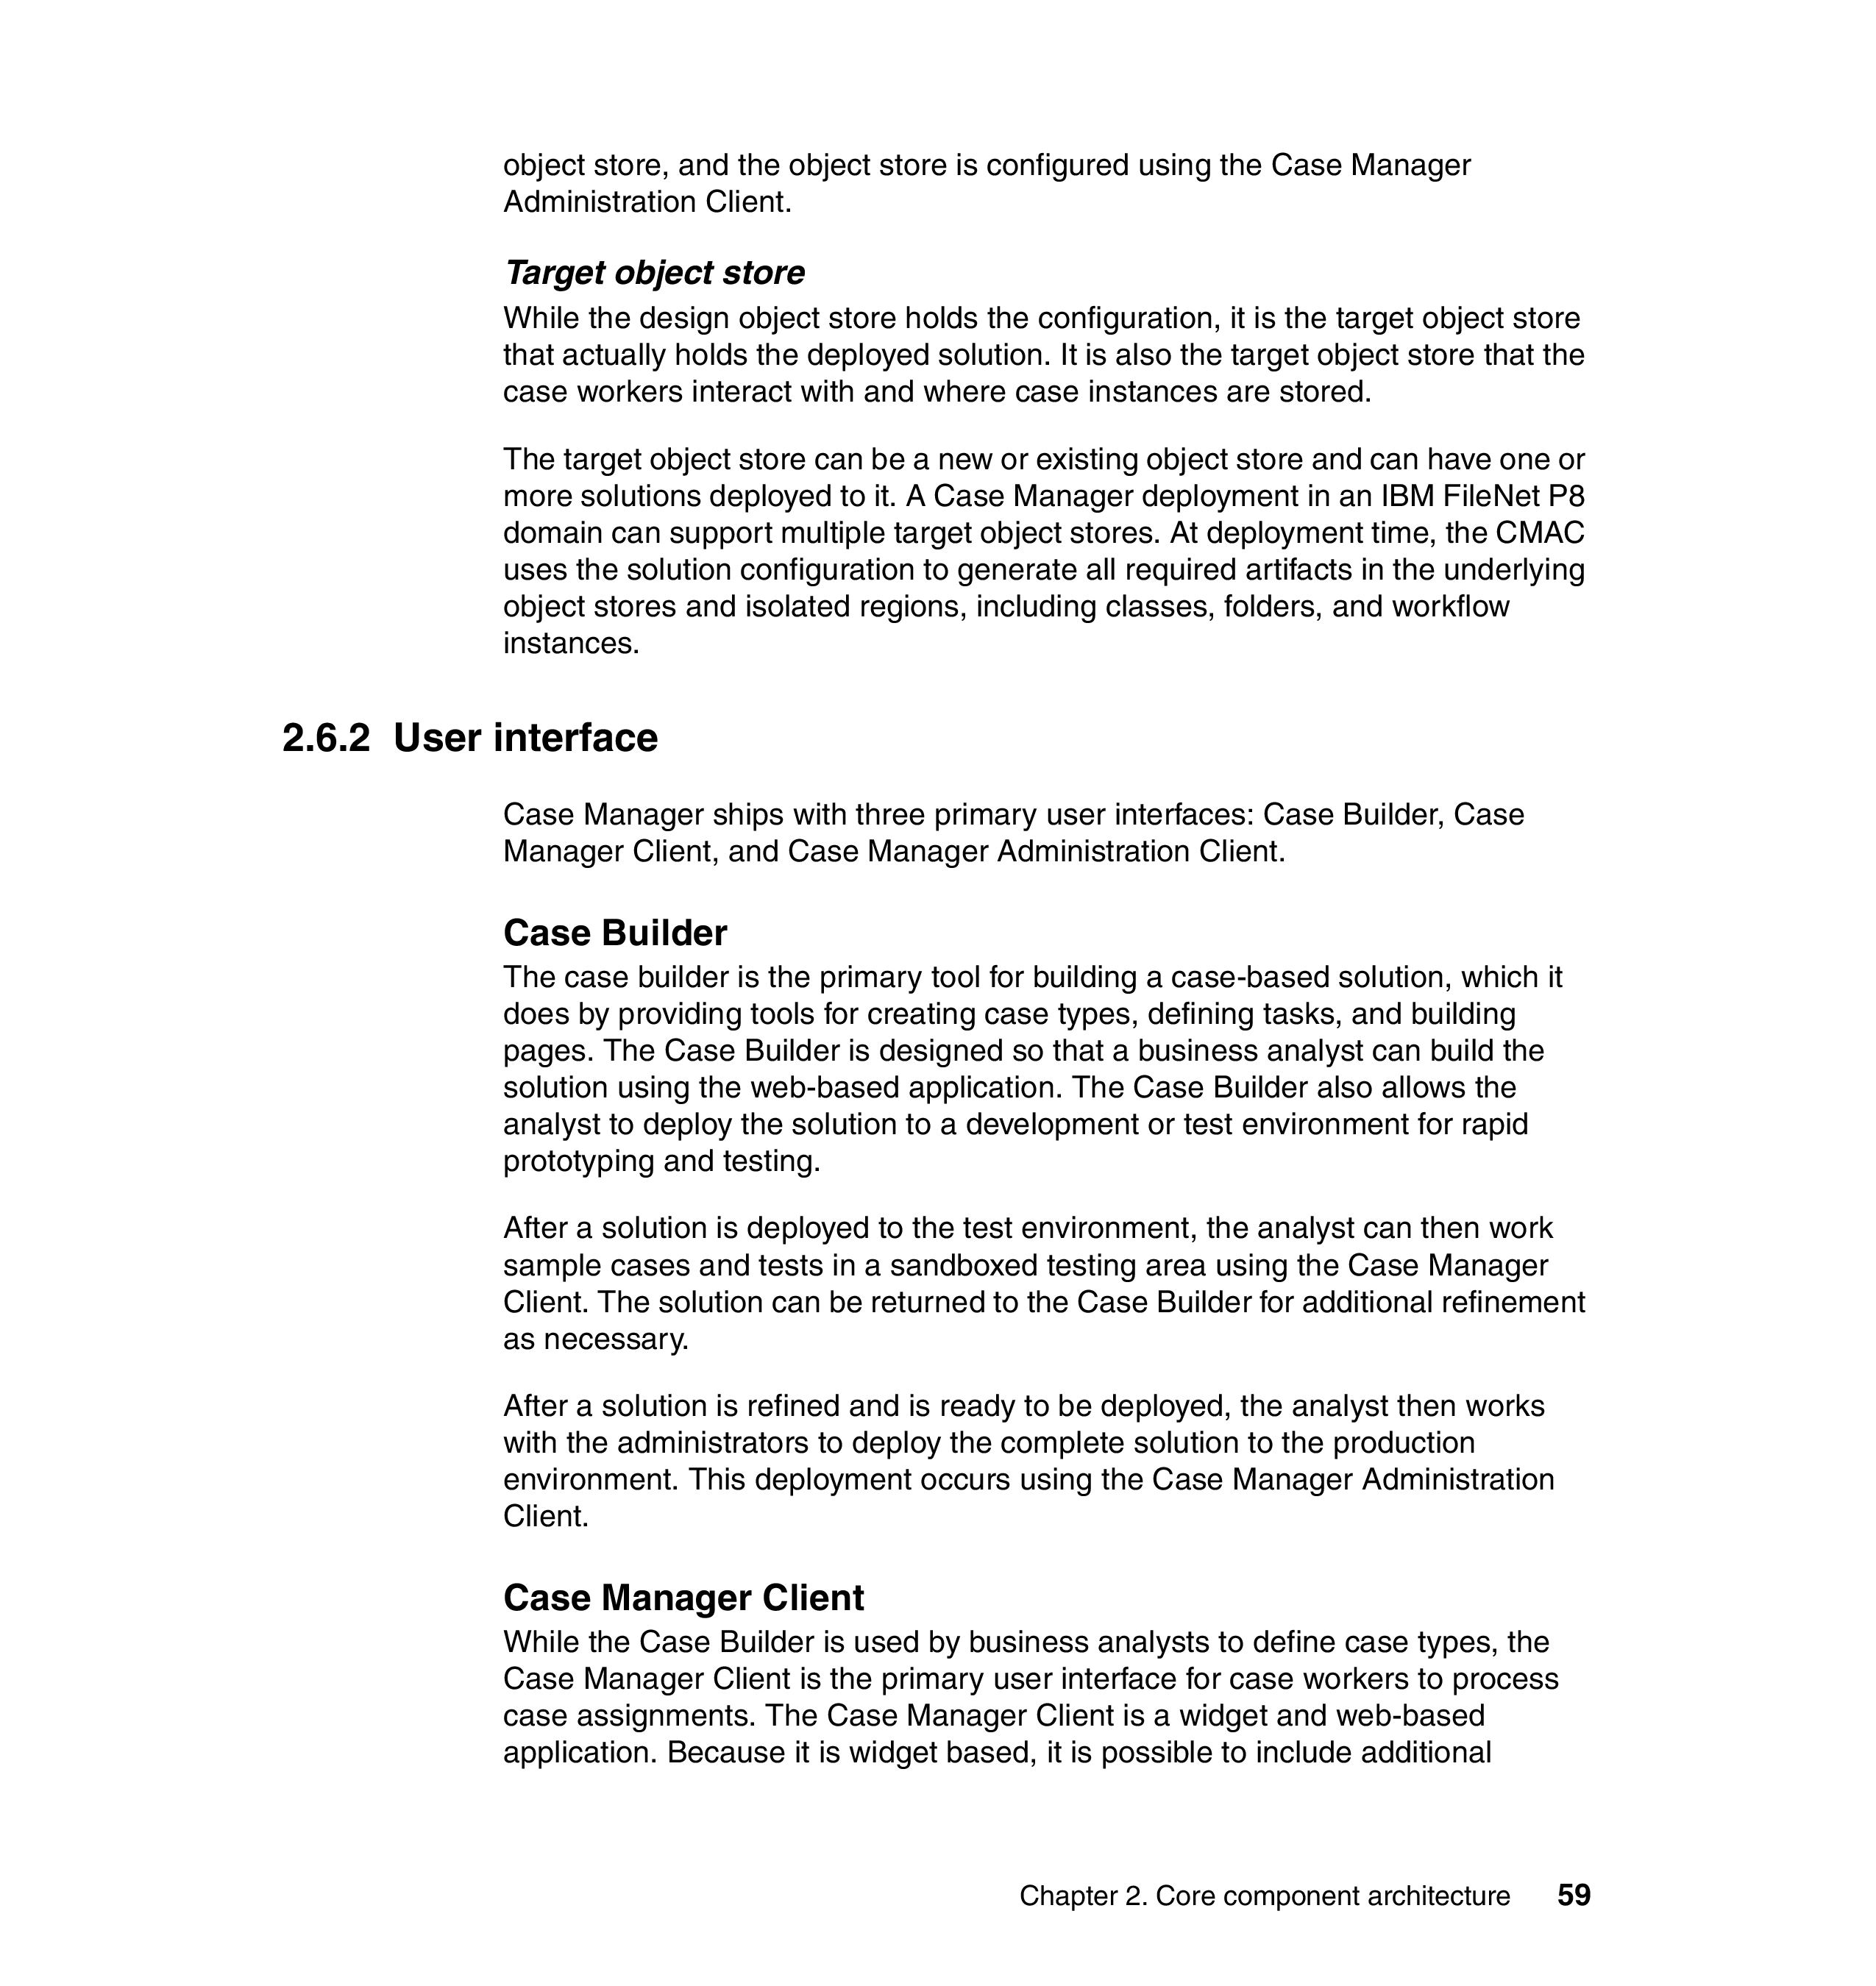 object store, and the object store is configured using the Case Manager
Administration Client.
Target object store
While the design object store holds the configuration, it is the target object store
that actually holds the deployed solution. It is also the target object store that the
case workers interact with and where case instances are stored.
The target object store can be a new or existing object store and can have one or
more solutions deployed to it. A Case Manager deployment in an IBM FileNet P8
domain can support multiple target object stores. At deployment time, the CMAC
uses the solution configuration to generate all required artifacts in the underlying
object stores and isolated regions, including classes, folders, and workflow
instances.
2.6.2 User interface
Case Manager ships with three primary user interfaces: Case Builder, Case
Manager Client, and Case Manager Administration Client.
Case Builder
The case builder is the primary tool for building a case-based solution, which it
does by providing tools for creating case types, defining tasks, and building
pages. The Case Builder is designed so that a business analyst can build the
solution using the web-based application. The Case Builder also allows the
analyst to deploy the solution to a development or test environment for rapid
prototyping and testing.
After a solution is deployed to the test environment, the analyst can then work
sample cases and tests in a sandboxed testing area using the Case Manager
Client. The solution can be returned to the Case Builder for additional refinement
as necessary.
After a solution is refined and is ready to be deployed, the analyst then works
with the administrators to deploy the complete solution to the production
environment. This deployment occurs using the Case Manager Administration
Client.
Case Manager Client
While the Case Builder is used by business analysts to define case types, the
Case Manager Client is the primary user interface for case workers to process
case assignments. The Case Manager Client is a widget and web-based
application. Because it is widget based, it is possible to include additional
Chapter 2. Core component architecture 59